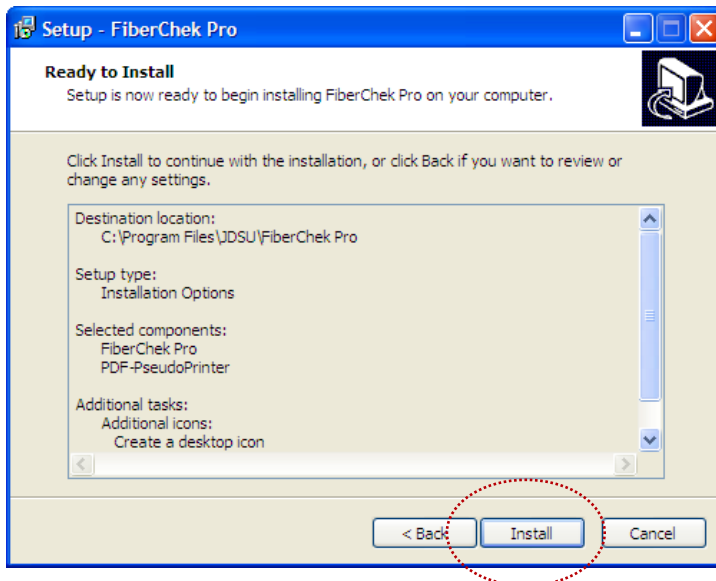 Setup - FiberChek Pro
Ready to Install
Setup is now ready to begin installing FiberChek Pro on your computer.
Click Install to continue with the installation, or click Back if you want to review or
change any settings.
Destination location:
C:\Program Files\JDSU\FiberChek Pro
Setup type:
Installation Options
Selected components:
FiberChek Pro
PDF-PseudoPrinter
Additional tasks:
Additional icons:
Create a desktop icon
< Back
Install
Cancel